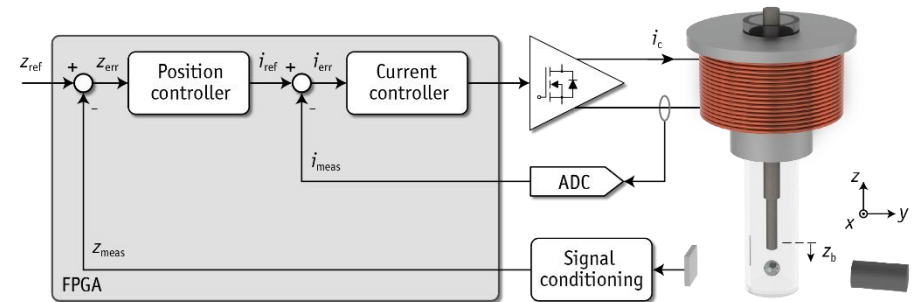 z_ref
+
z_err
-
Position
controller
i_ref
+
i_err
-
Current
controller
i_c
i_meas
ADC
z_meas
Signal
conditioning
FPGA
z
x
y
z_b